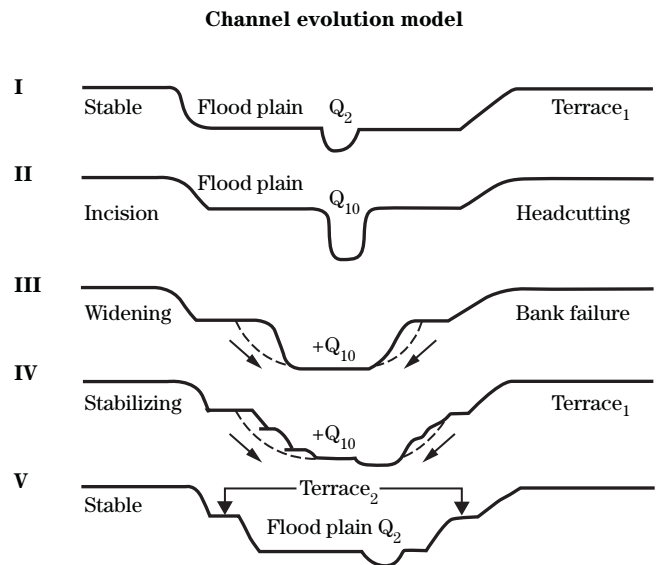 Channel evolution model
I
Stable Flood plain Q2 Terrace1
II
Flood plain
Incision Q10 Headcutting
III
Widening +Q10 Bank failure
IV
Stabilizing +Q10 Terrace1
V
Terrace2
Stable
Flood plain Q2